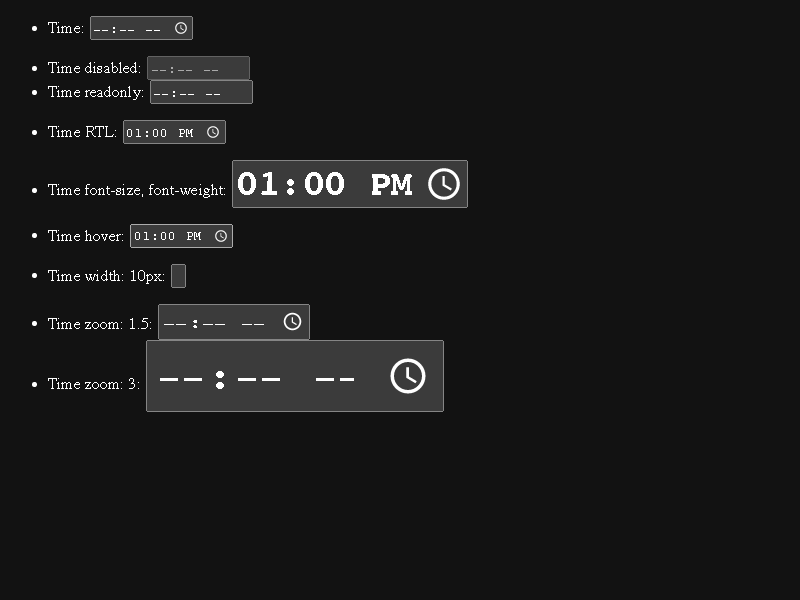 Time: --:-- --
Time disabled: --:-- --
Time readonly: --:-- --
Time RTL: 01:00 PM
Time font-size, font-weight: 01:00 PM
Time hover: 01:00 PM
Time width: 10px:
Time zoom: 1.5: --:-- --
Time zoom: 3: --:-- --